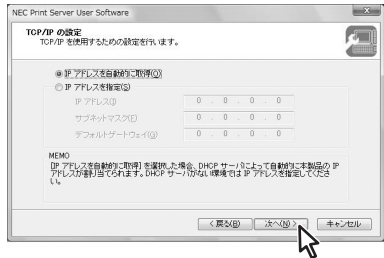 NEC Print Server User Software
TCP/IP の設定
TCP/IP を使用するための設定を行います。
IP アドレスを自動的に取得(O)
IP アドレスを指定(S)
IP アドレス(I) 0 . 0 . 0 . 0
サブネットマスク(E) 0 . 0 . 0 . 0
デフォルトゲートウェイ(G) 0 . 0 . 0 . 0
MEMO
[IP アドレスを自動的に取得] を選択した場合、DHCP サーバによって自動的に本製品の IP
アドレスが割り当てられます。DHCP サーバがない環境では IP アドレスを指定してくださ
い。
< 戻る(B) 次へ(N) > キャンセル